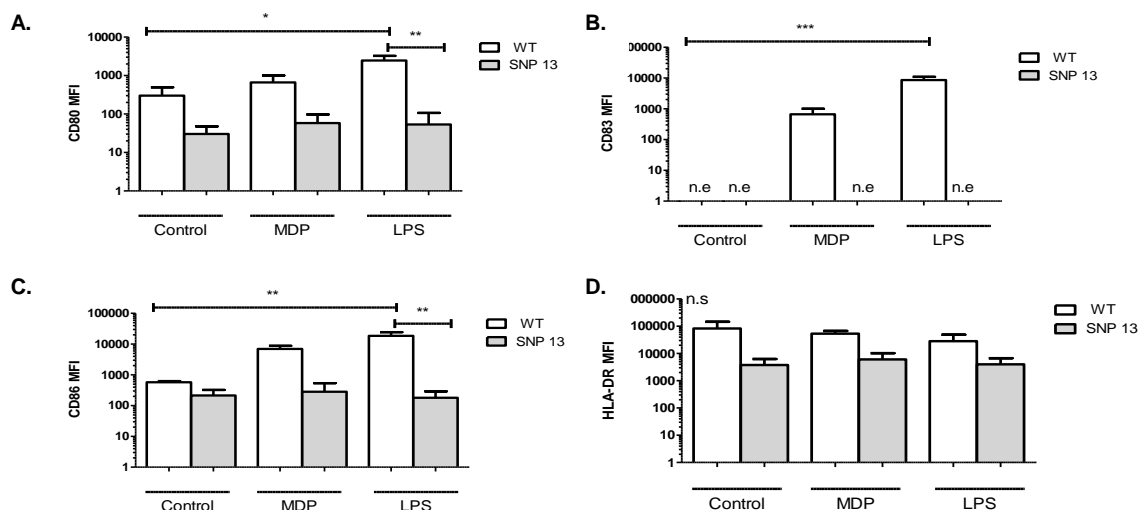 A.
*
**
10000
1000
100
10
1
CD80 MFI
WT
SNP 13
Control
MDP
LPS
B.
***
100000
10000
1000
100
10
1
CD83 MFI
n.e
n.e
n.e
n.e
WT
SNP 13
Control
MDP
LPS
C.
**
**
100000
10000
1000
100
10
1
CD86 MFI
WT
SNP 13
Control
MDP
LPS
D.
n.s
000000
100000
10000
1000
100
10
1
HLA-DR MFI
WT
SNP 13
Control
MDP
LPS